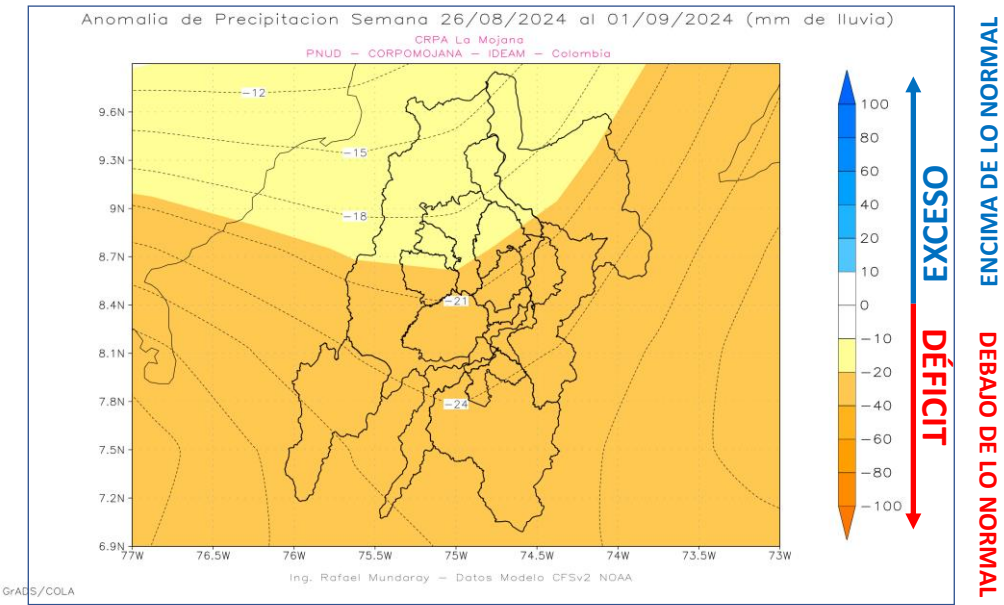 Anomalia de Precipitacion Semana 26/08/2024 al 01/09/2024 (mm de lluvia)
CRPA La Mojana
PNUD – CORPOMOJANA – IDEAM – Colombia
9.6N
9.3N
9N
8.7N
8.4N
8.1N
7.8N
7.5N
7.2N
6.9N
−12
−15
−18
−21
−24
77W 76.5W 76W 75.5W 75W 74.5W 74W 73.5W 73W
Ing. Rafael Mundaray – Datos Modelo CFSv2 NOAA
GrADS/COLA
100
80
60
40
20
10
0
−10
−20
−40
−60
−80
−100
EXCESO
DÉFICIT
ENCIMA DE LO NORMAL
DEBAJO DE LO NORMAL